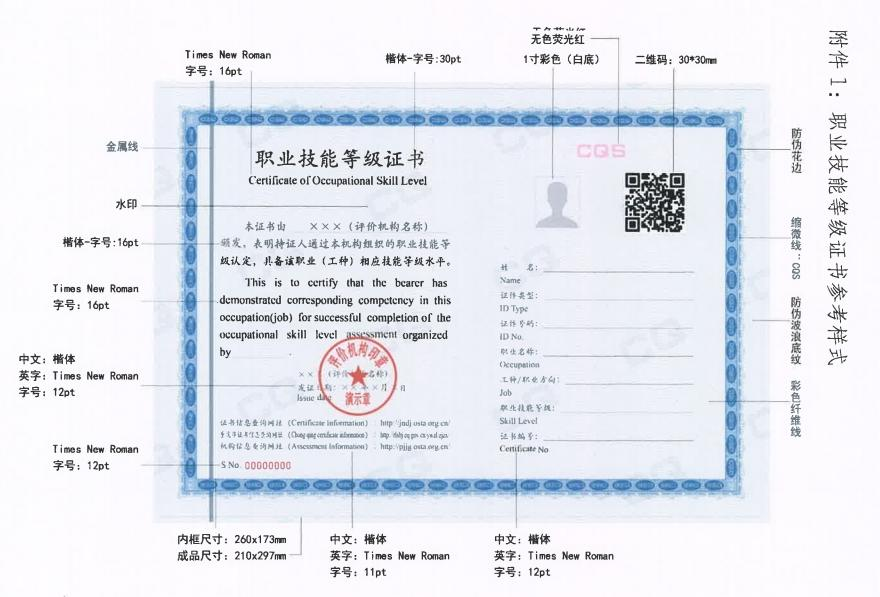 附件1：职业技能等级证书参考样式
Times New Roman
字号：16pt
楷体-字号:30pt
无色荧光红
1寸彩色（白底）
二维码：30*30mm
金属线
水印
楷体-字号:16pt
Times New Roman
字号：16pt
中文：楷体
英字：Times New Roman
字号：12pt
Times New Roman
字号：12pt
职业技能等级证书
Certificate of Occupational Skill Level
本证书由 ×××（评价机构名称）
颁发，表明持证人通过本机构组织的职业技能等
级认定，具备该职业（工种）相应技能等级水平。
This is to certify that the bearer has
demonstrated corresponding competency in this
occupation(job) for successful completion of the
occupational skill level assessment organized
by .
评价机构印章
演示章
发证日期：××年×月 日
Issue date
证书信息查询网址（Certificate information）：http://jndj.osta.org.cn/
机构信息查询网址（Assessment Information）：http://pjjg.osta.org.cn/
S No. 00000000
CQS
姓 名：
Name
证件类型：
ID Type
证件号码：
ID No.
职业名称：
Occupation
工种/职业方向：
Job
职业技能等级：
Skill Level
证书编号：
Certificate No
防伪花边
缩微线：CQS
防伪波浪底纹
彩色纤维线
内框尺寸：260x173mm
成品尺寸：210x297mm
中文：楷体
英字：Times New Roman
字号：11pt
中文：楷体
英字：Times New Roman
字号：12pt